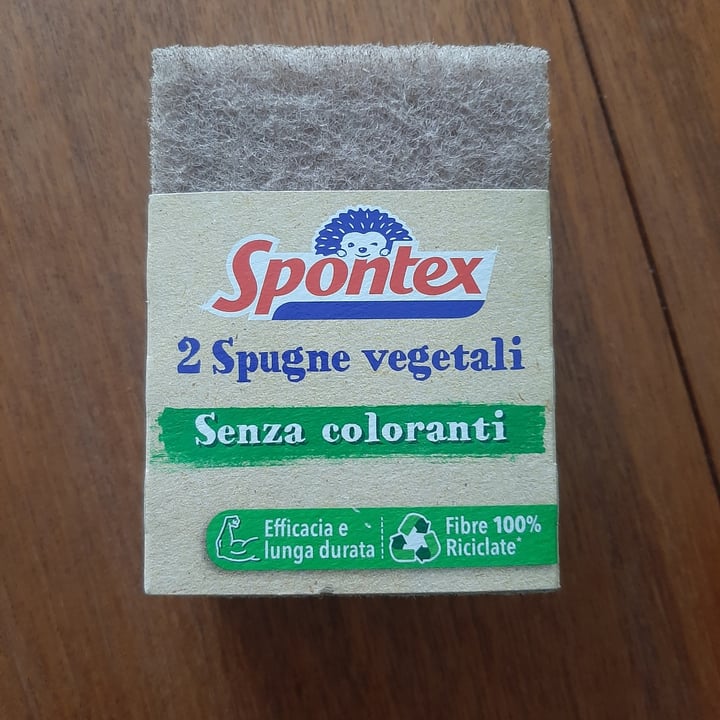 Spontex
2 Spugne vegetali
Senza coloranti
Efficacia e
lunga durata
Fibre 100%
Riciclate*